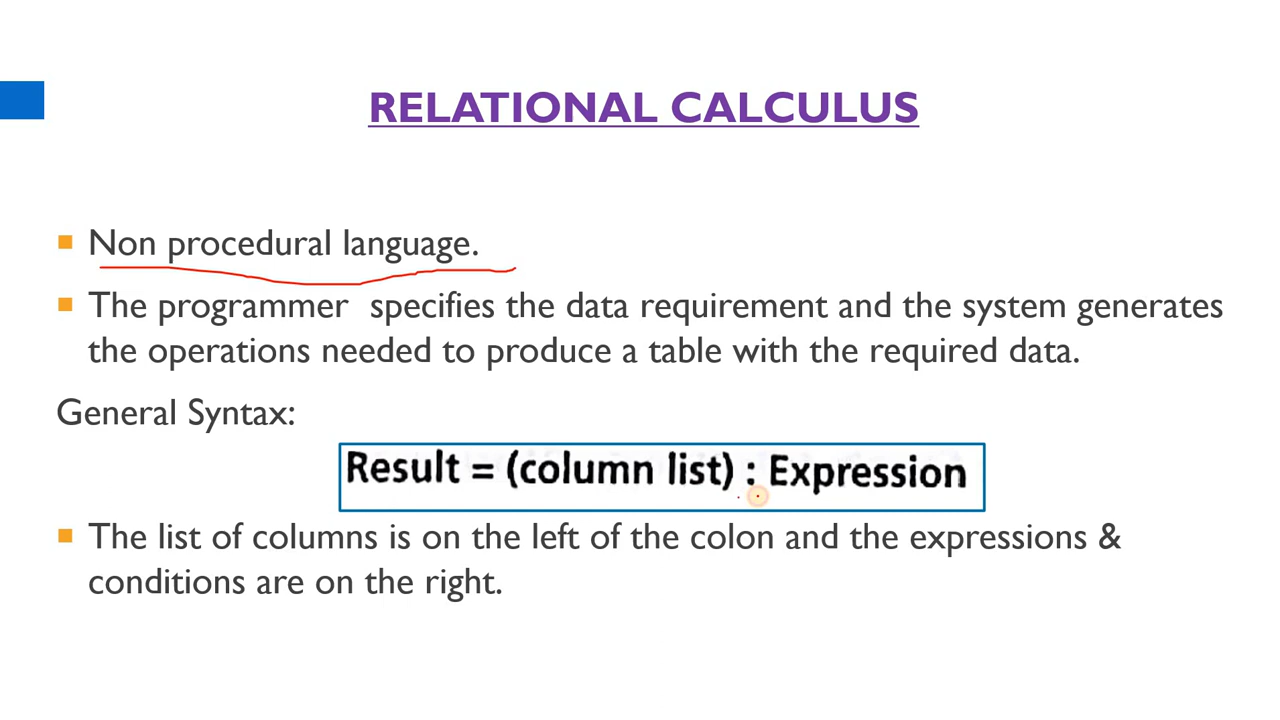 RELATIONAL CALCULUS
Non procedural language.
The programmer specifies the data requirement and the system generates
the operations needed to produce a table with the required data.
General Syntax:
Result = (column list) : Expression
The list of columns is on the left of the colon and the expressions &
conditions are on the right.